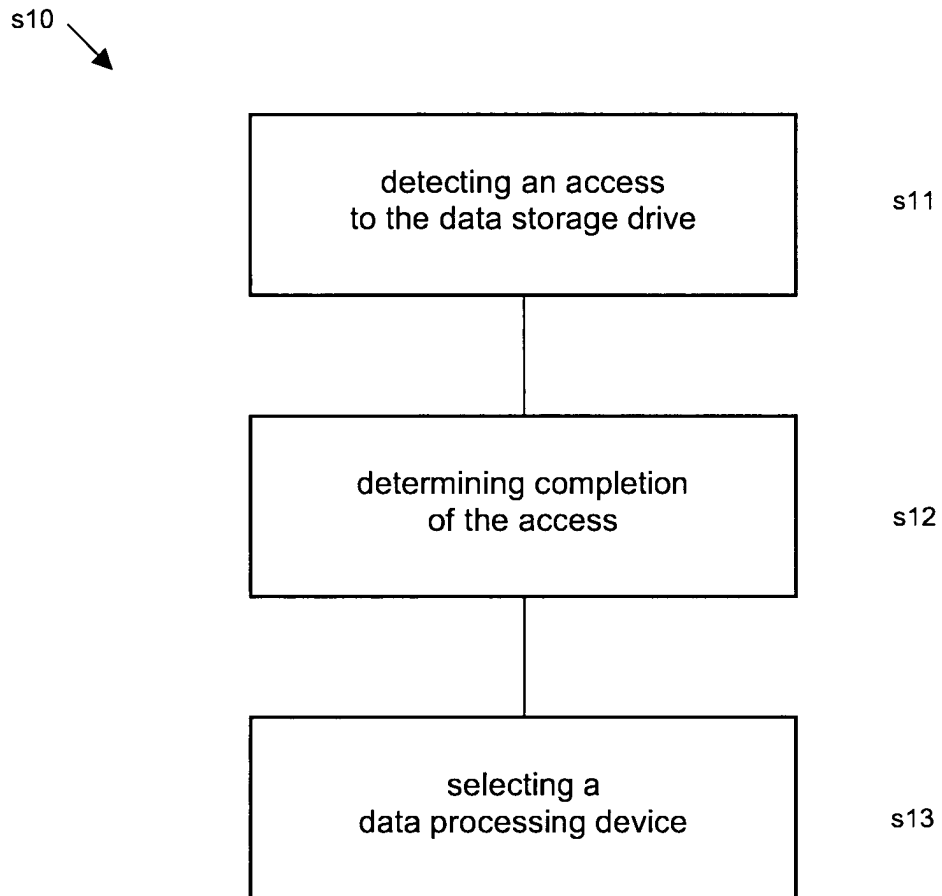 s10
detecting an access
to the data storage drive
s11
determining completion
of the access
s12
selecting a
data processing device
s13